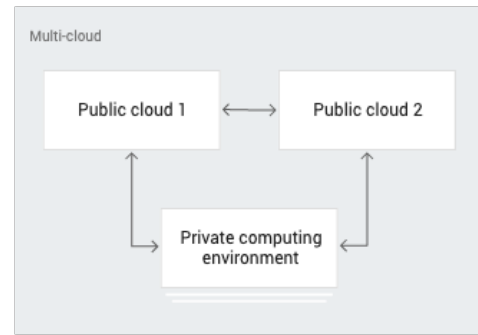 Multi-cloud
Public cloud 1
Public cloud 2
Private computing
environment